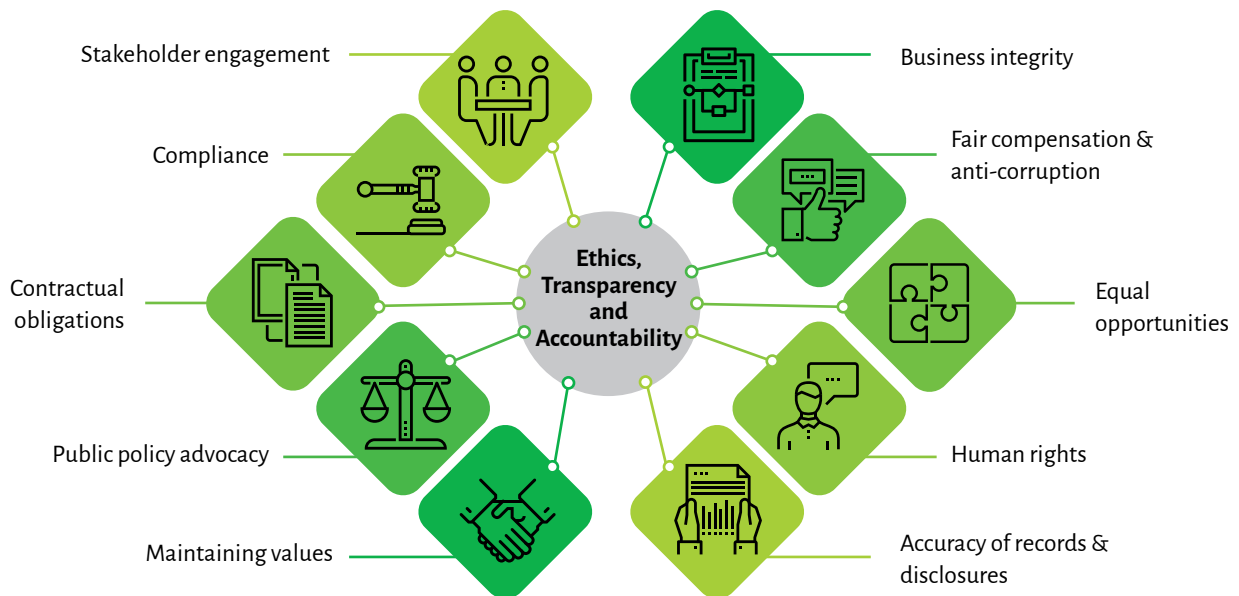 Stakeholder engagement
Compliance
Contractual
obligations
Public policy advocacy
Maintaining values
Ethics,
Transparency
and
Accountability
Business integrity
Fair compensation &
anti-corruption
Equal
opportunities
Human rights
Accuracy of records &
disclosures